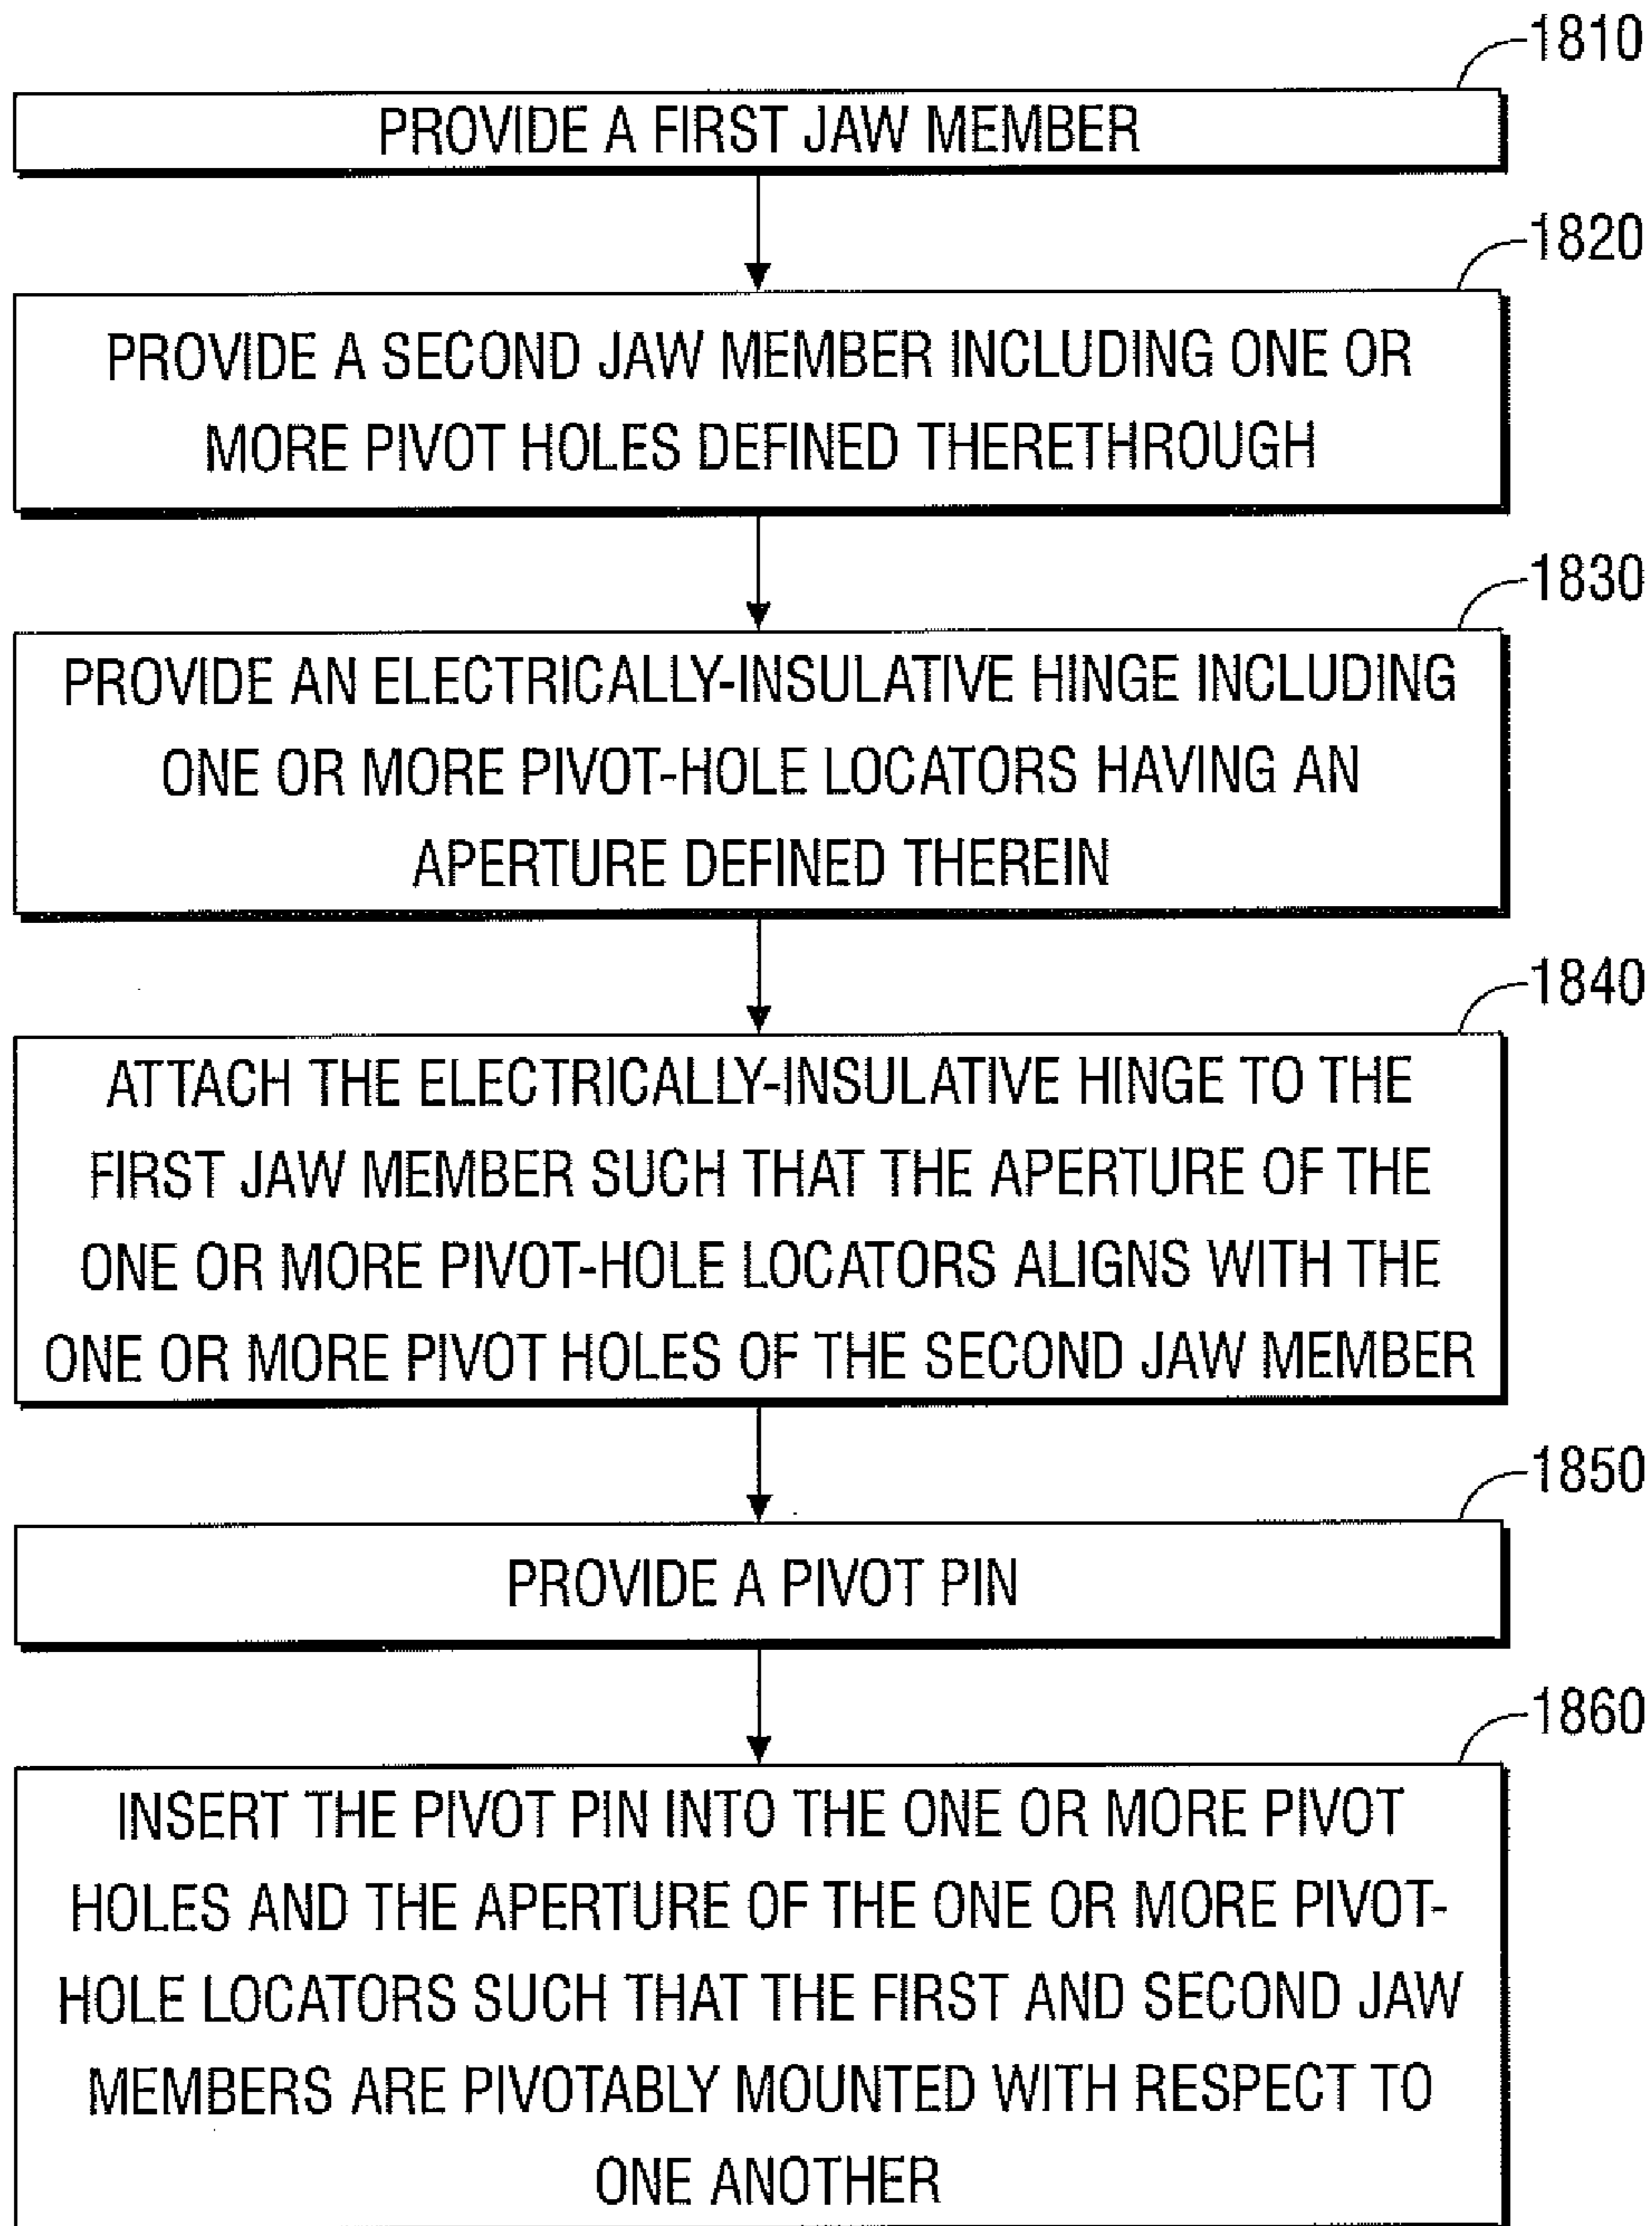 1810
PROVIDE A FIRST JAW MEMBER
1820
PROVIDE A SECOND JAW MEMBER INCLUDING ONE OR
MORE PIVOT HOLES DEFINED THERETHROUGH
1830
PROVIDE AN ELECTRICALLY-INSULATIVE HINGE INCLUDING
ONE OR MORE PIVOT-HOLE LOCATORS HAVING AN
APERTURE DEFINED THEREIN
1840
ATTACH THE ELECTRICALLY-INSULATIVE HINGE TO THE
FIRST JAW MEMBER SUCH THAT THE APERTURE OF THE
ONE OR MORE PIVOT-HOLE LOCATORS ALIGNS WITH THE
ONE OR MORE PIVOT HOLES OF THE SECOND JAW MEMBER
1850
PROVIDE A PIVOT PIN
1860
INSERT THE PIVOT PIN INTO THE ONE OR MORE PIVOT
HOLES AND THE APERTURE OF THE ONE OR MORE PIVOT-
HOLE LOCATORS SUCH THAT THE FIRST AND SECOND JAW
MEMBERS ARE PIVOTABLY MOUNTED WITH RESPECT TO
ONE ANOTHER